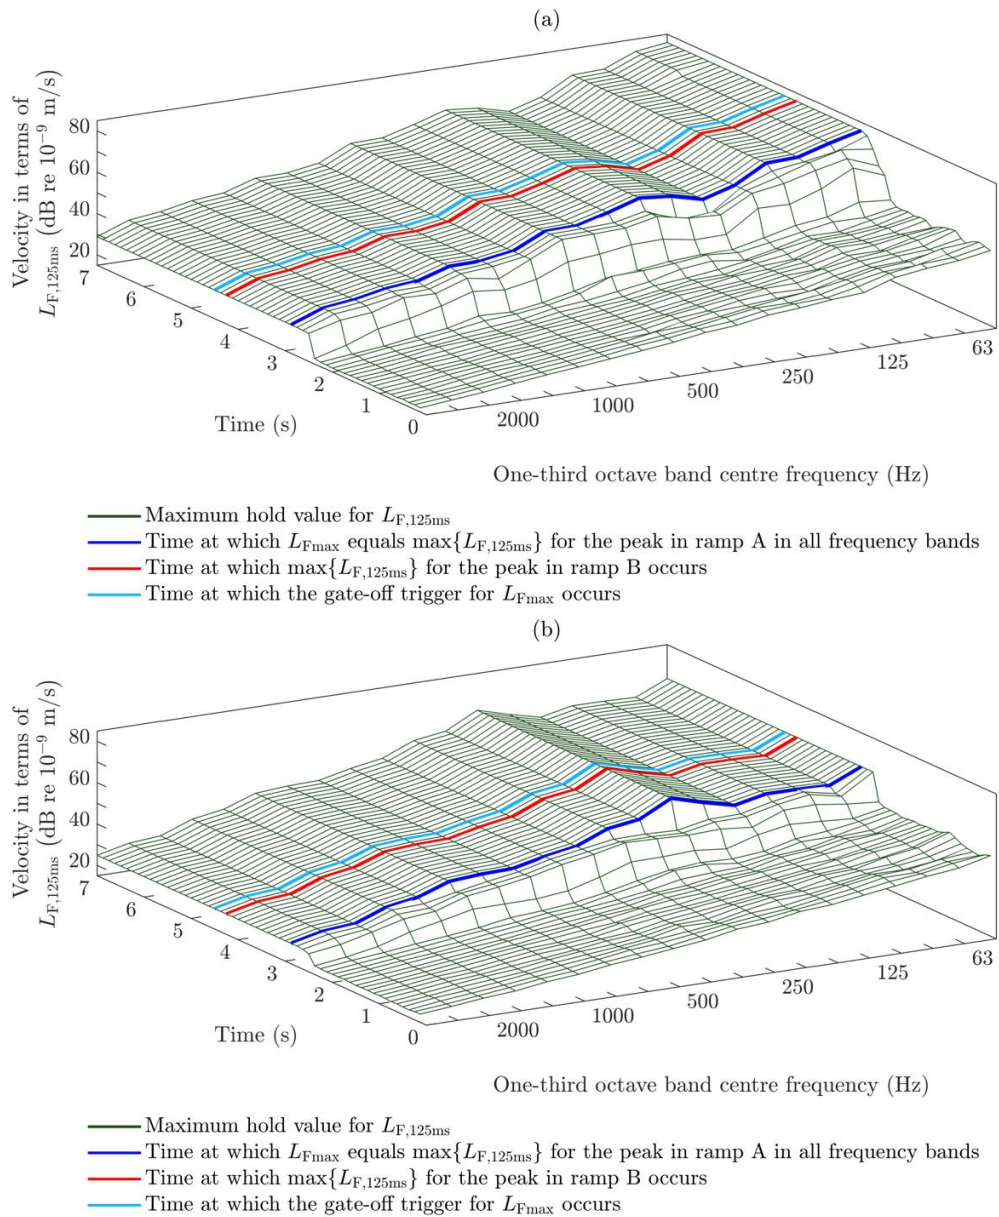 (a)
Velocity in terms of
L_F,125ms (dB re 10⁻⁹ m/s)
80
60
40
20
7
6
5
4
3
2
1
0
Time (s)
2000
1000
500
250
125
63
One-third octave band centre frequency (Hz)
Maximum hold value for L_F,125ms
Time at which L_Fmax equals max{L_F,125ms} for the peak in ramp A in all frequency bands
Time at which max{L_F,125ms} for the peak in ramp B occurs
Time at which the gate-off trigger for L_Fmax occurs
(b)
Velocity in terms of
L_F,125ms (dB re 10⁻⁹ m/s)
80
60
40
20
7
6
5
4
3
2
1
0
Time (s)
2000
1000
500
250
125
63
One-third octave band centre frequency (Hz)
Maximum hold value for L_F,125ms
Time at which L_Fmax equals max{L_F,125ms} for the peak in ramp A in all frequency bands
Time at which max{L_F,125ms} for the peak in ramp B occurs
Time at which the gate-off trigger for L_Fmax occurs